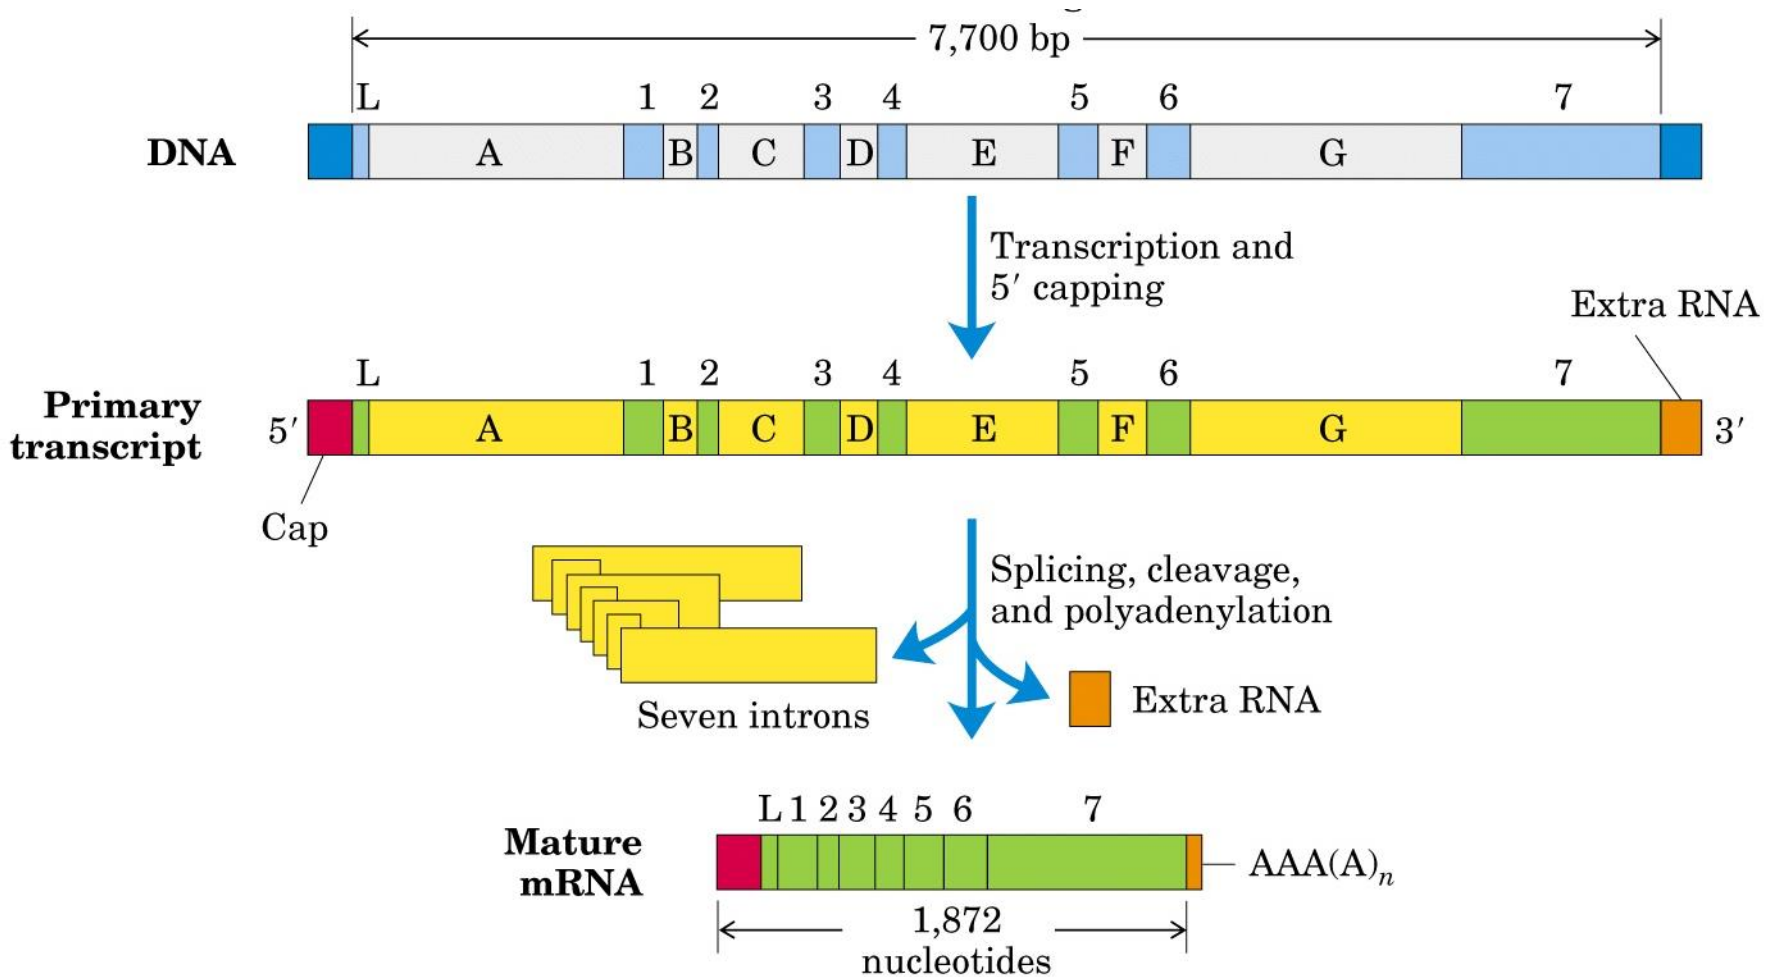 7,700 bp
L 1 2 3 4 5 6 7
DNA
A B C D E F G
Transcription and
5′ capping
Extra RNA
L 1 2 3 4 5 6 7
Primary
transcript
5′ A B C D E F G 3′
Cap
Splicing, cleavage,
and polyadenylation
Seven introns
Extra RNA
L 1 2 3 4 5 6 7
Mature
mRNA
AAA(A)n
1,872
nucleotides